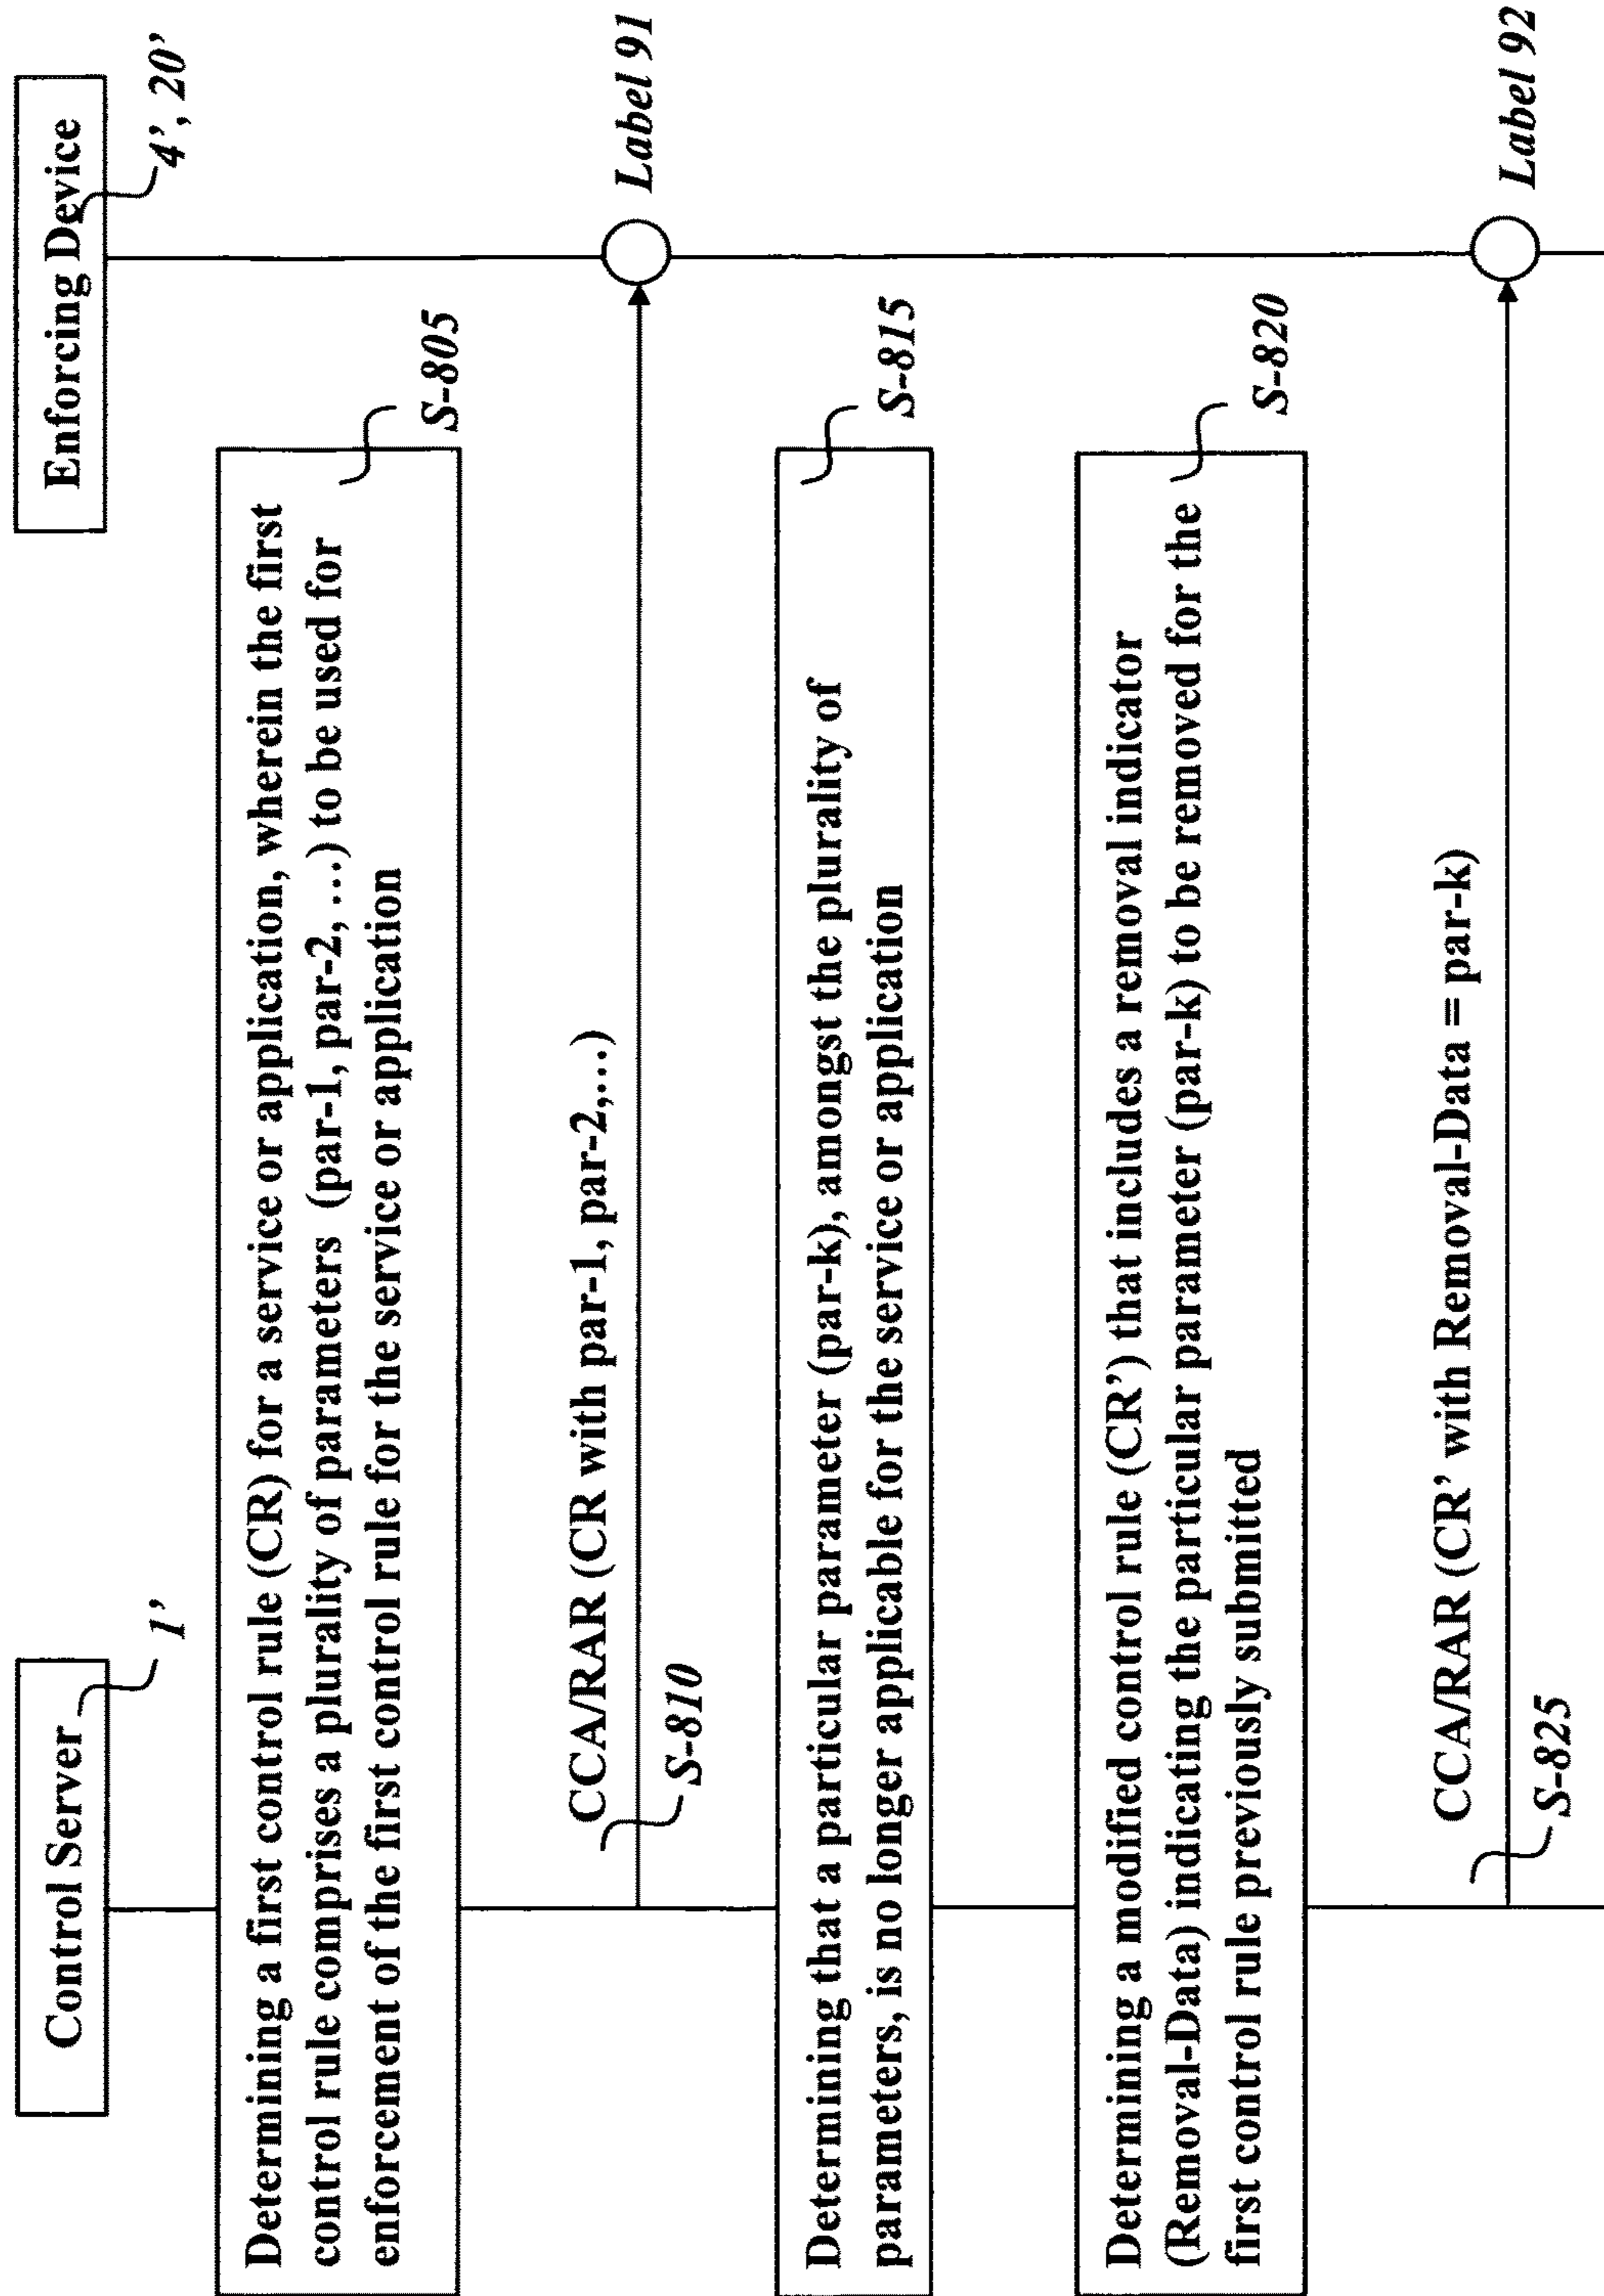 Control Server
1'
Enforcing Device
4', 20'
Determining a first control rule (CR) for a service or application, wherein the first
control rule comprises a plurality of parameters (par-1, par-2, ...) to be used for
enforcement of the first control rule for the service or application
S-805
CCA/RAR (CR with par-1, par-2,...)
S-810
Label 91
Determining that a particular parameter (par-k), amongst the plurality of
parameters, is no longer applicable for the service or application
S-815
Determining a modified control rule (CR') that includes a removal indicator
(Removal-Data) indicating the particular parameter (par-k) to be removed for the
first control rule previously submitted
S-820
CCA/RAR (CR' with Removal-Data = par-k)
S-825
Label 92